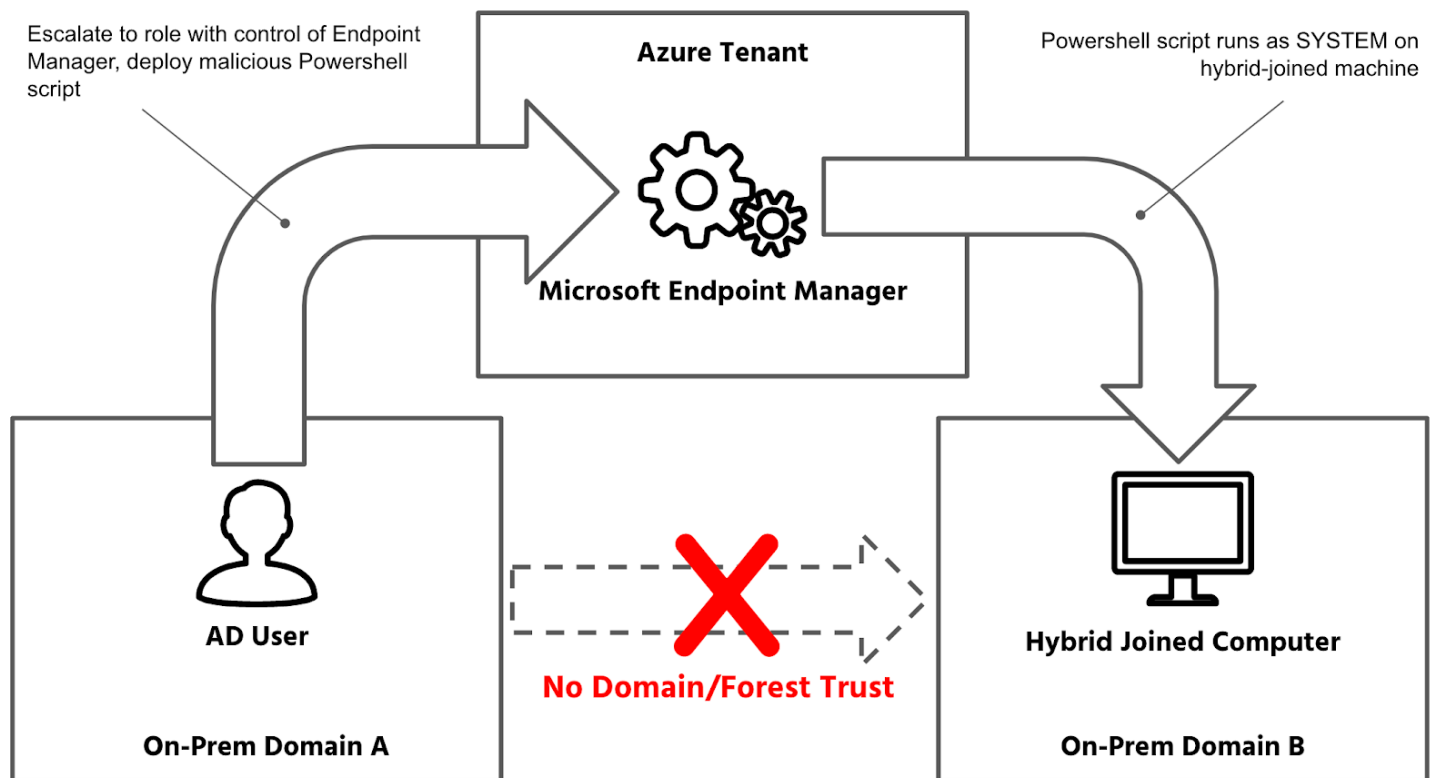 Escalate to role with control of Endpoint
Manager, deploy malicious Powershell
script
Azure Tenant
Powershell script runs as SYSTEM on
hybrid-joined machine
Microsoft Endpoint Manager
AD User
No Domain/Forest Trust
Hybrid Joined Computer
On-Prem Domain A
On-Prem Domain B